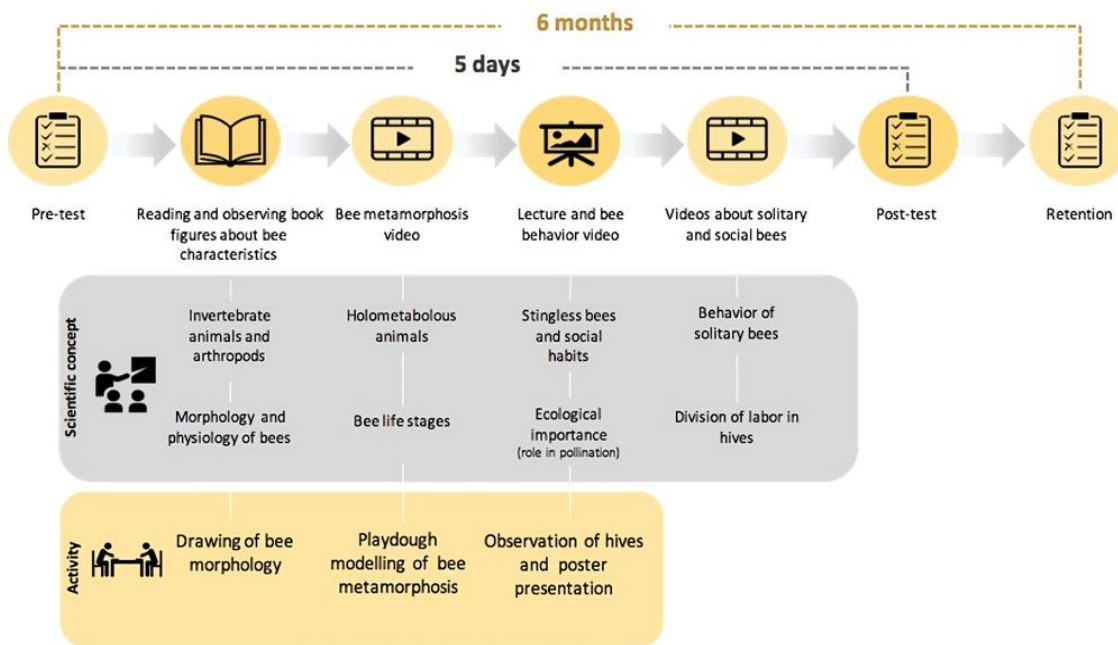 6 months
5 days
Pre-test
Reading and observing book
figures about bee
characteristics
Bee metamorphosis
video
Lecture and bee
behavior video
Videos about solitary
and social bees
Post-test
Retention
Scientific concept
Invertebrate
animals and
arthropods
Holometabolous
animals
Stingless bees
and social
habits
Behavior of
solitary bees
Morphology and
physiology of bees
Bee life stages
Ecological
importance
(role in pollination)
Division of labor in
hives
Activity
Drawing of bee
morphology
Playdough
modelling of bee
metamorphosis
Observation of hives
and poster
presentation